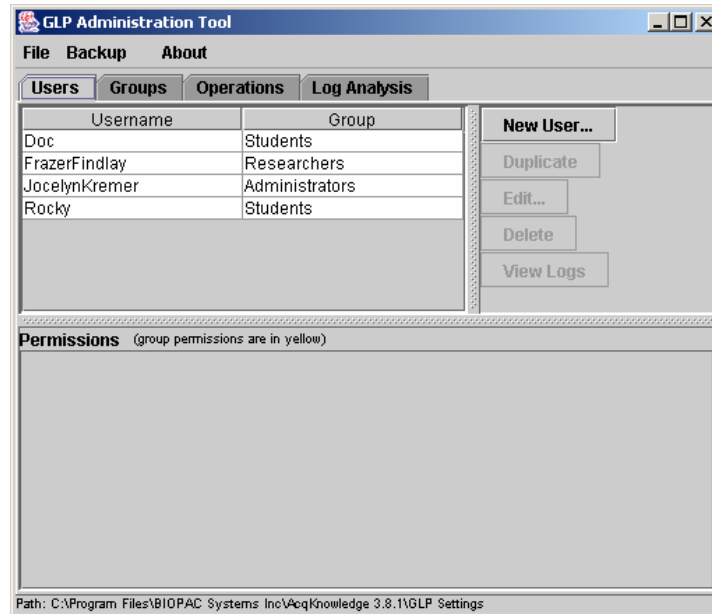 GLP Administration Tool
File Backup About
Users Groups Operations Log Analysis
Username Group
Doc Students
FrazerFindlay Researchers
JocelynKremer Administrators
Rocky Students
New User...
Duplicate
Edit...
Delete
View Logs
Permissions (group permissions are in yellow)
Path: C:\Program Files\BIOPAC Systems Inc\AcqKnowledge 3.8.1\GLP Settings